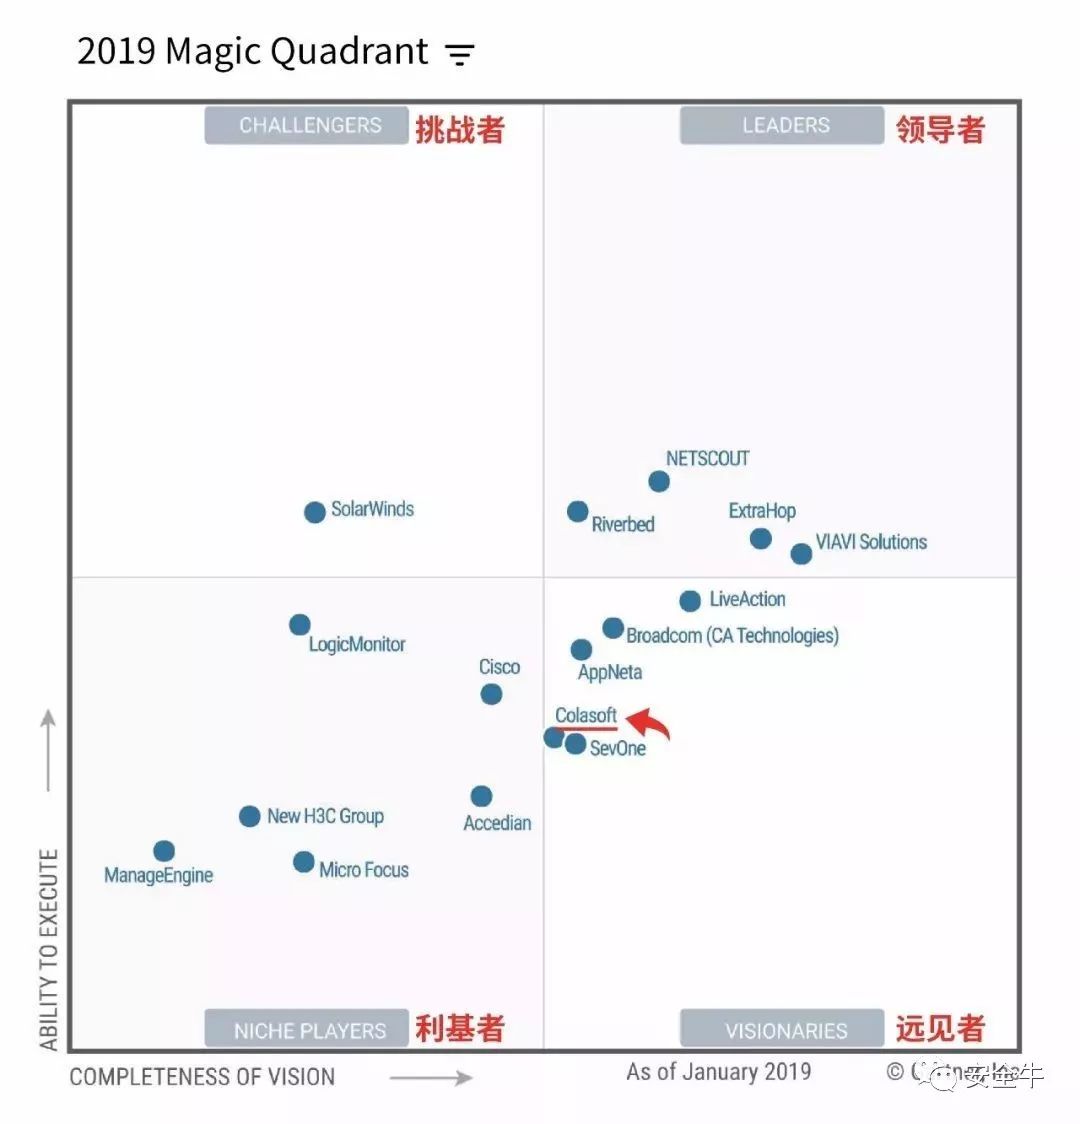 2019 Magic Quadrant
CHALLENGERS 挑战者
LEADERS 领导者
NETSCOUT
SolarWinds
Riverbed
ExtraHop
VIAVI Solutions
LiveAction
Broadcom (CA Technologies)
LogicMonitor
Cisco
AppNeta
Colasoft
SevOne
New H3C Group
Accedian
ManageEngine
Micro Focus
ABILITY TO EXECUTE
NICHE PLAYERS 利基者
VISIONARIES 远见者
COMPLETENESS OF VISION
As of January 2019
©
安全牛